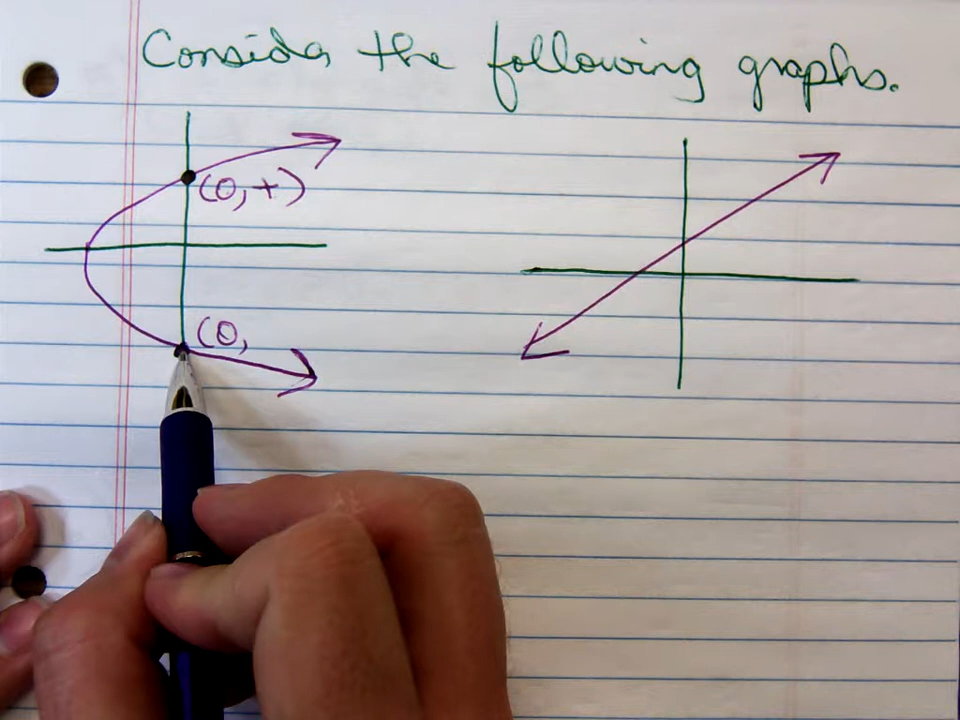 Consider the following graphs.
(0, +)
(0,